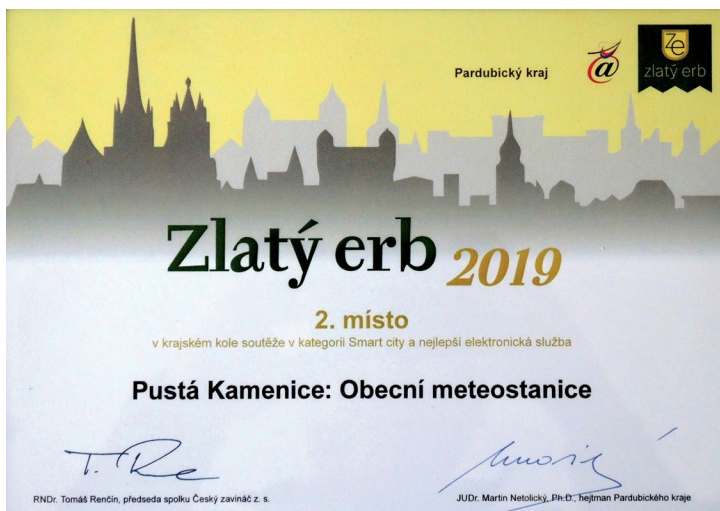 Pardubický kraj
@
Ze
zlatý erb
Zlatý erb 2019
2. místo
v krajském kole soutěže v kategorii Smart city a nejlepší elektronická služba
Pustá Kamenice: Obecní meteostanice
RNDr. Tomáš Renčín, předseda spolku Český zavináč z. s.
JUDr. Martin Netolický, Ph.D., hejtman Pardubického kraje